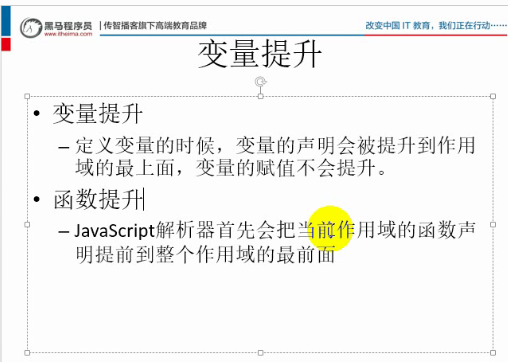 黑马程序员
www.itheima.com
传智播客旗下高端教育品牌
改变中国 IT 教育，我们正在行动……
变量提升
• 变量提升
– 定义变量的时候，变量的声明会被提升到作用
域的最上面，变量的赋值不会提升。
• 函数提升
– JavaScript解析器首先会把当前作用域的函数声
明提前到整个作用域的最前面